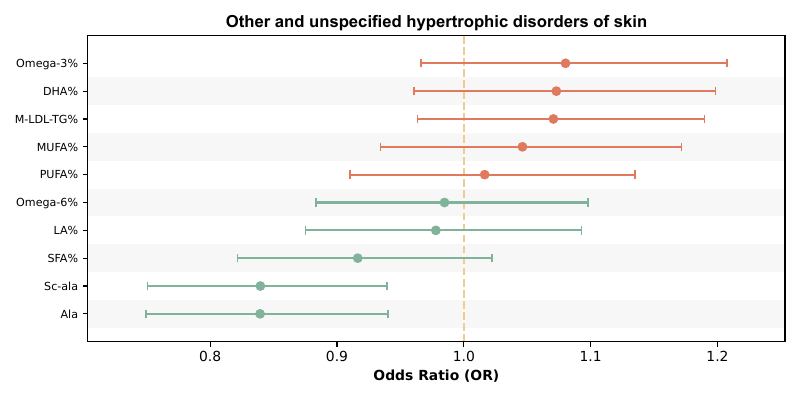 Other and unspecified hypertrophic disorders of skin
Omega-3%
DHA%
M-LDL-TG%
MUFA%
PUFA%
Omega-6%
LA%
SFA%
Sc-ala
Ala
0.8 0.9 1.0 1.1 1.2
Odds Ratio (OR)